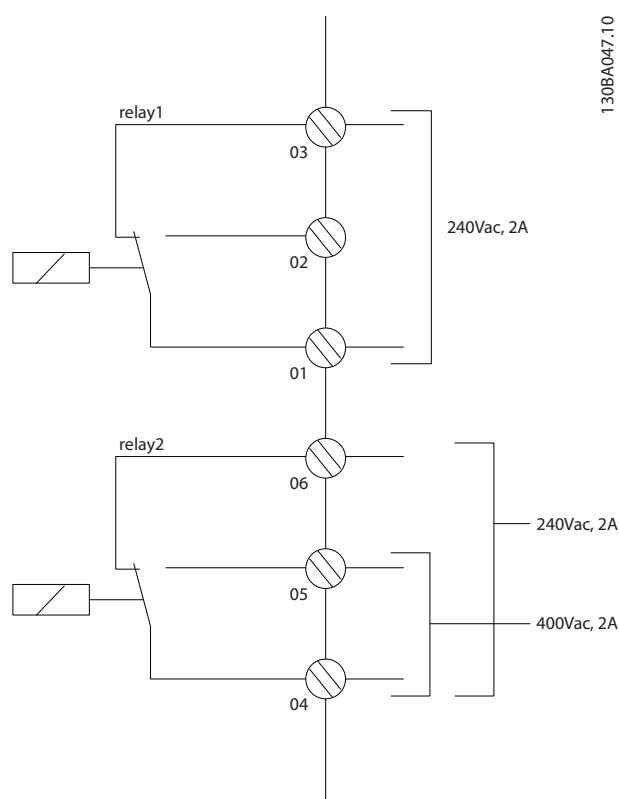 130BA047.10
relay1
03
02
240Vac, 2A
01
relay2
06
240Vac, 2A
05
400Vac, 2A
04